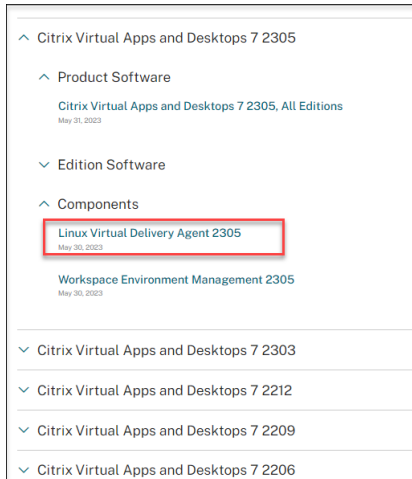 Citrix Virtual Apps and Desktops 7 2305
Product Software
Citrix Virtual Apps and Desktops 7 2305, All Editions
May 31, 2023
Edition Software
Components
Linux Virtual Delivery Agent 2305
May 30, 2023
Workspace Environment Management 2305
May 30, 2023
Citrix Virtual Apps and Desktops 7 2303
Citrix Virtual Apps and Desktops 7 2212
Citrix Virtual Apps and Desktops 7 2209
Citrix Virtual Apps and Desktops 7 2206